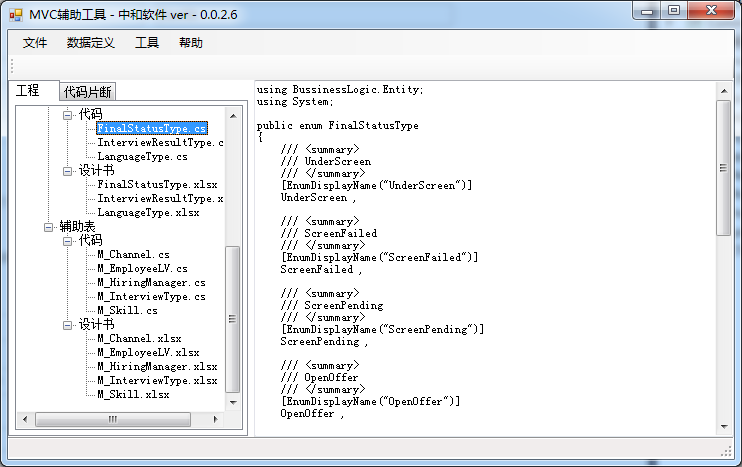 MVC辅助工具 - 中和软件 ver - 0.0.2.6
文件 数据定义 工具 帮助
工程 代码片断
代码
FinalStatusType.cs
InterviewResultType.c
LanguageType.cs
设计书
FinalStatusType.xlsx
InterviewResultType.x
LanguageType.xlsx
辅助表
代码
M_Channel.cs
M_EmployeeLV.cs
M_HiringManager.cs
M_InterviewType.cs
M_Skill.cs
设计书
M_Channel.xlsx
M_EmployeeLV.xlsx
M_HiringManager.xlsx
M_InterviewType.xlsx
M_Skill.xlsx
using BussinessLogic.Entity;
using System;
public enum FinalStatusType
{
/// <summary>
/// UnderScreen
/// </summary>
[EnumDisplayName("UnderScreen")]
UnderScreen ,
/// <summary>
/// ScreenFailed
/// </summary>
[EnumDisplayName("ScreenFailed")]
ScreenFailed ,
/// <summary>
/// ScreenPending
/// </summary>
[EnumDisplayName("ScreenPending")]
ScreenPending ,
/// <summary>
/// OpenOffer
/// </summary>
[EnumDisplayName("OpenOffer")]
OpenOffer ,